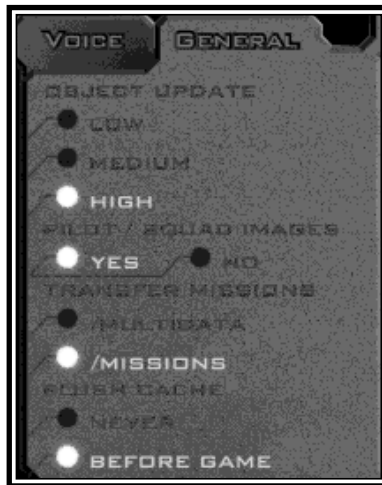 VOICE GENERAL
OBJECT UPDATE
LOW
MEDIUM
HIGH
PILOT / SQUAD IMAGES
YES NO
TRANSFER MISSIONS
/MULTIDATA
/MISSIONS
FLUSH CACHE
NEVER
BEFORE GAME